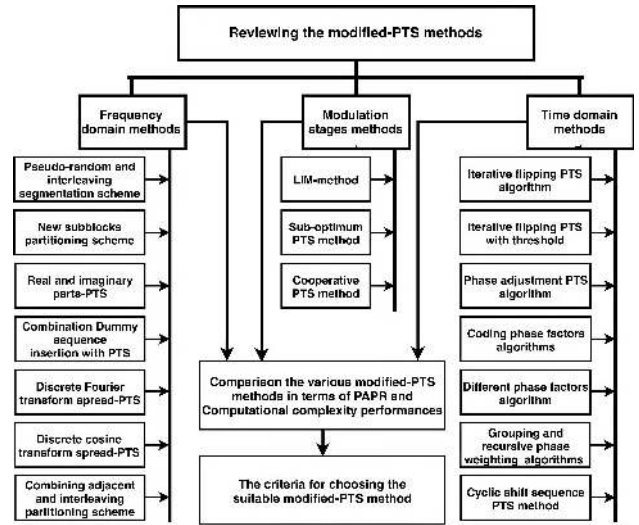 Reviewing the modified-PTS methods
Frequency
domain methods
Modulation
stages methods
Time domain
methods
Pseudo-random and
interleaving
segmentation scheme
New subblocks
partitioning scheme
Real and imaginary
parts-PTS
Combination Dummy
sequence
insertion with PTS
Discrete Fourier
transform spread-PTS
Discrete cosine
transform spread-PTS
Combining adjacent
and interleaving
partitioning scheme
LIM-method
Sub-optimum
PTS method
Cooperative
PTS method
Iterative flipping PTS
algorithm
Iterative flipping PTS
with threshold
Phase adjustment PTS
algorithm
Coding phase factors
algorithms
Different phase factors
algorithm
Grouping and
recursive phase
weighting algorithms
Cyclic shift sequence
PTS method
Comparison the various modified-PTS
methods in terms of PAPR and
Computational complexity performances
The criteria for choosing the
suitable modified-PTS method